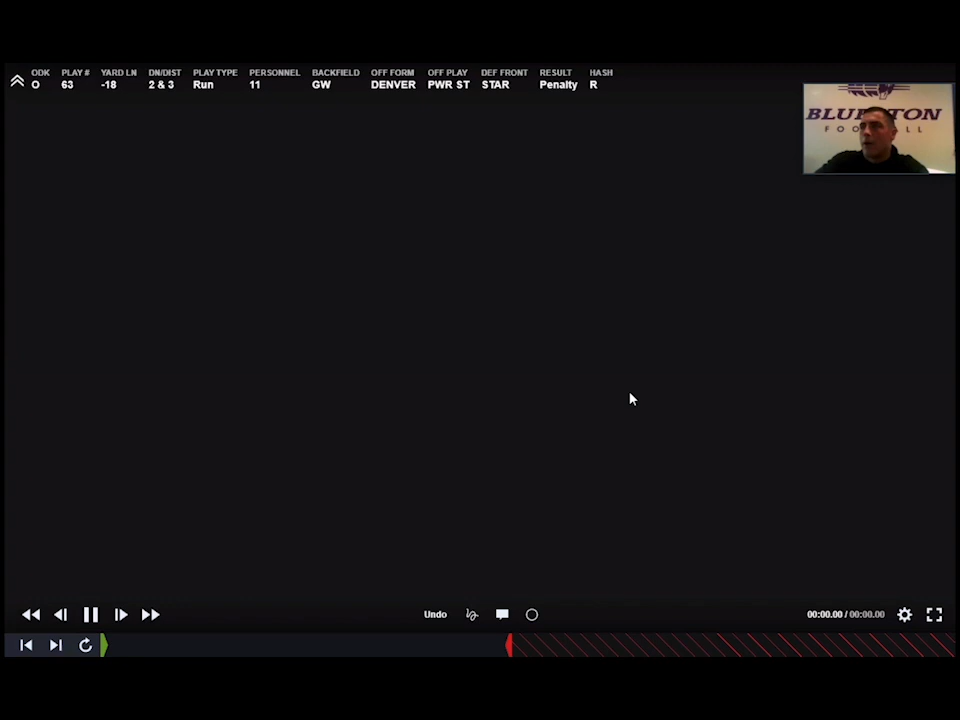 ODK PLAY # YARD LN DN/DIST PLAY TYPE PERSONNEL BACKFIELD OFF FORM OFF PLAY DEF FRONT RESULT HASH
O 63 -18 2 & 3 Run 11 GW DENVER PWR ST STAR Penalty R
Undo
00:00.00 / 00:00.00